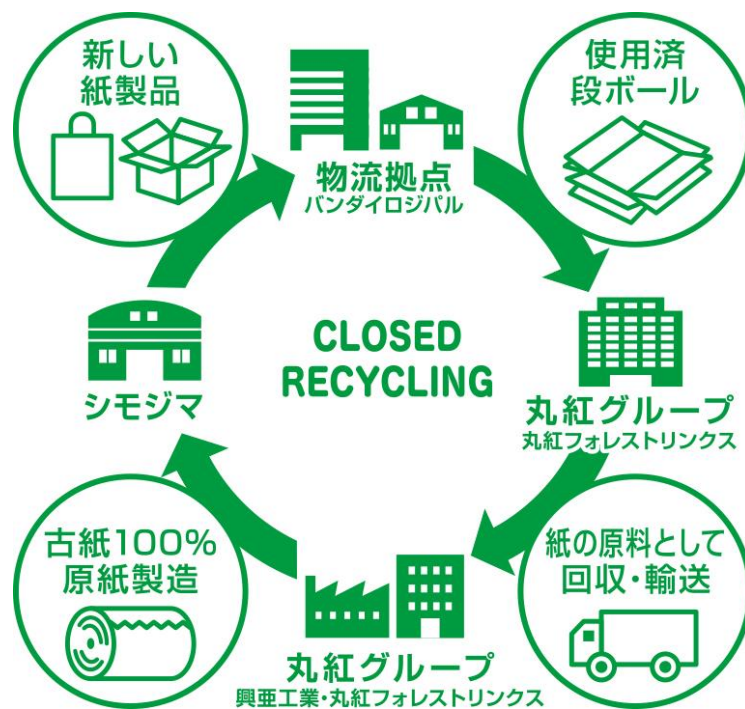 新しい
紙製品
物流拠点
バンダイロジパル
使用済
段ボール
CLOSED
RECYCLING
シモジマ
丸紅グループ
丸紅フォレストリンクス
古紙100%
原紙製造
丸紅グループ
興亜工業・丸紅フォレストリンクス
紙の原料として
回収・輸送